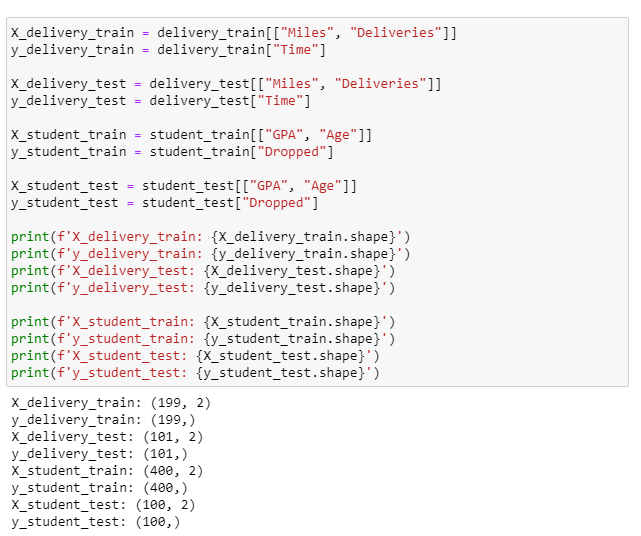 X_delivery_train = delivery_train[["Miles", "Deliveries"]]
y_delivery_train = delivery_train["Time"]

X_delivery_test = delivery_test[["Miles", "Deliveries"]]
y_delivery_test = delivery_test["Time"]

X_student_train = student_train[["GPA", "Age"]]
y_student_train = student_train["Dropped"]

X_student_test = student_test[["GPA", "Age"]]
y_student_test = student_test["Dropped"]

print(f'X_delivery_train: {X_delivery_train.shape}')
print(f'y_delivery_train: {y_delivery_train.shape}')
print(f'X_delivery_test: {X_delivery_test.shape}')
print(f'y_delivery_test: {y_delivery_test.shape}')

print(f'X_student_train: {X_student_train.shape}')
print(f'y_student_train: {y_student_train.shape}')
print(f'X_student_test: {X_student_test.shape}')
print(f'y_student_test: {y_student_test.shape}')
X_delivery_train: (199, 2)
y_delivery_train: (199,)
X_delivery_test: (101, 2)
y_delivery_test: (101,)
X_student_train: (400, 2)
y_student_train: (400,)
X_student_test: (100, 2)
y_student_test: (100,)